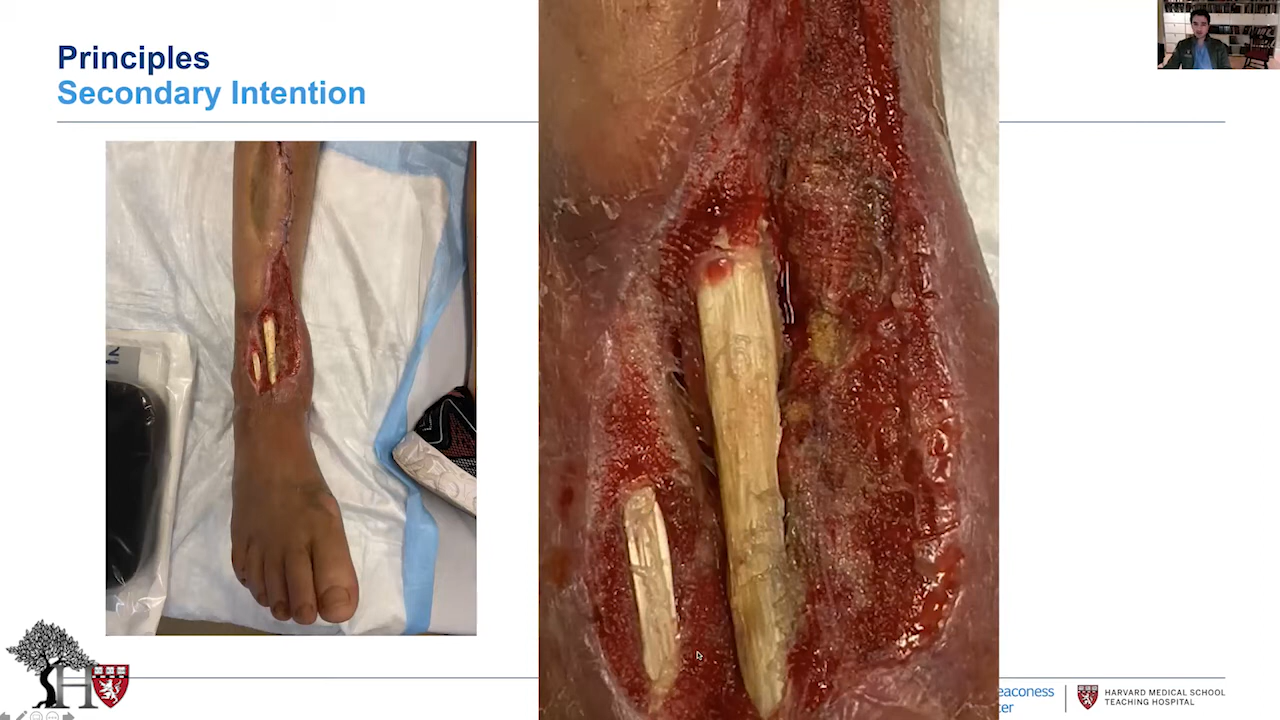 Principles
Secondary Intention
eaconess
ter
HARVARD MEDICAL SCHOOL
TEACHING HOSPITAL
H